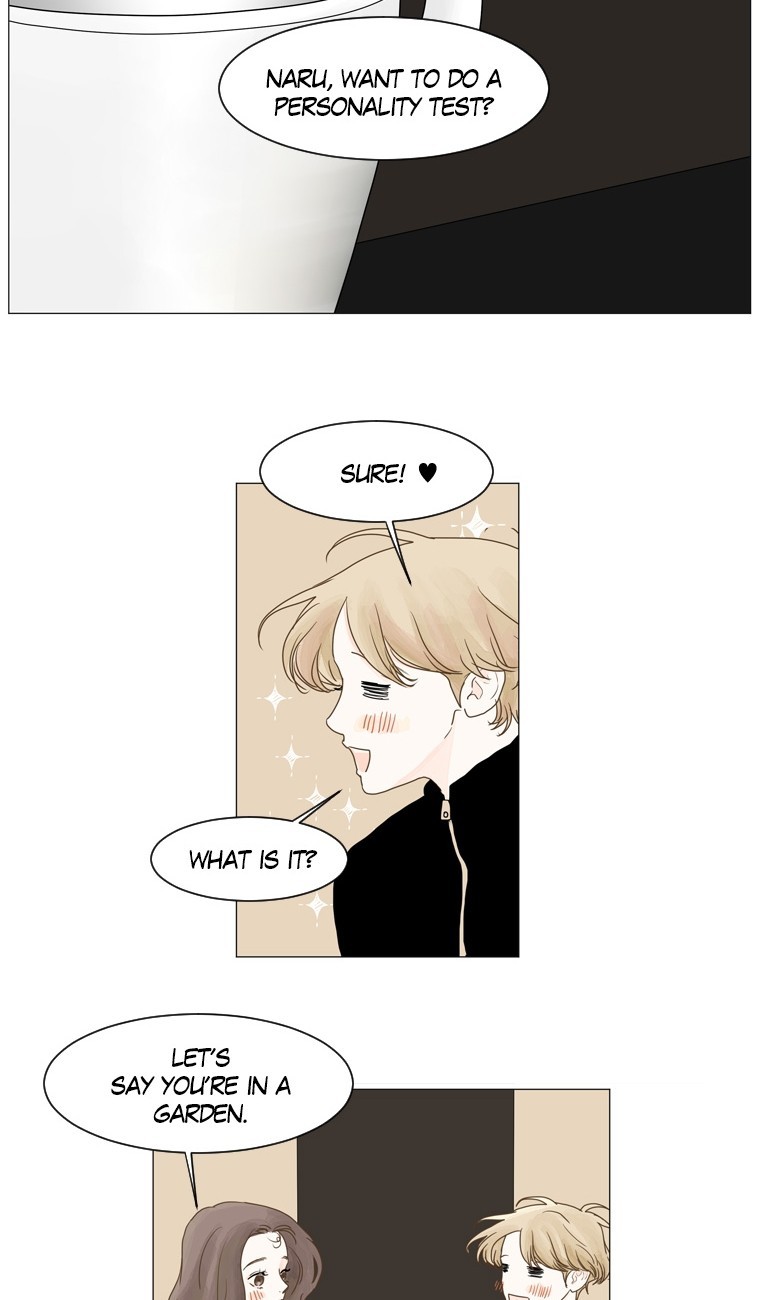 NARU, WANT TO DO A
PERSONALITY TEST?
SURE! ♥
WHAT IS IT?
LET'S
SAY YOU'RE IN A
GARDEN.